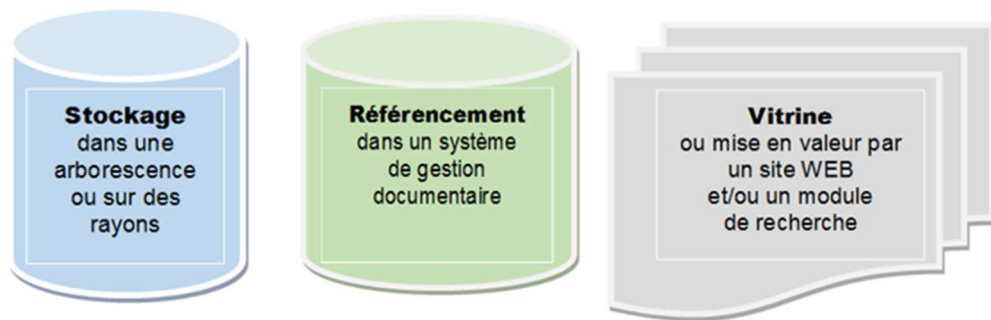 Stockage
dans une
arborescence
ou sur des
rayons
Référencement
dans un système
de gestion
documentaire
Vitrine
ou mise en valeur par
un site WEB
et/ou un module
de recherche